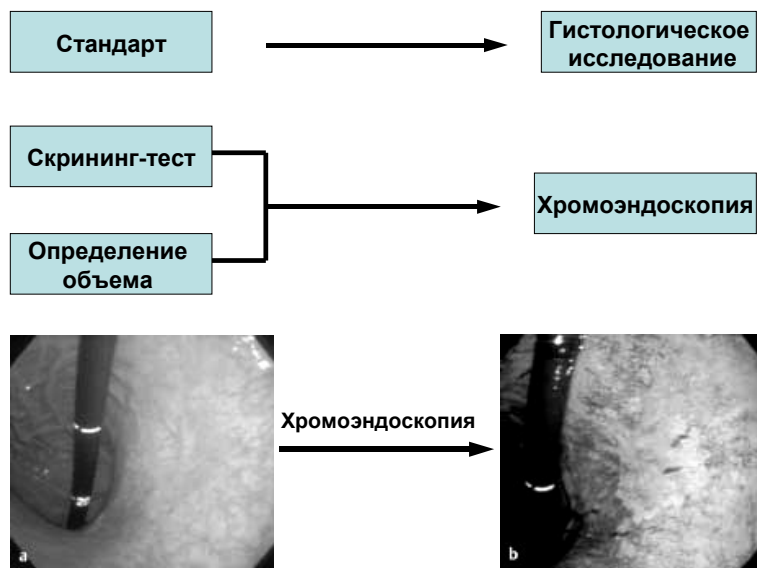 Стандарт
Гистологическое
исследование
Скрининг-тест
Хромоэндоскопия
Определение
объема
Хромоэндоскопия
a
b